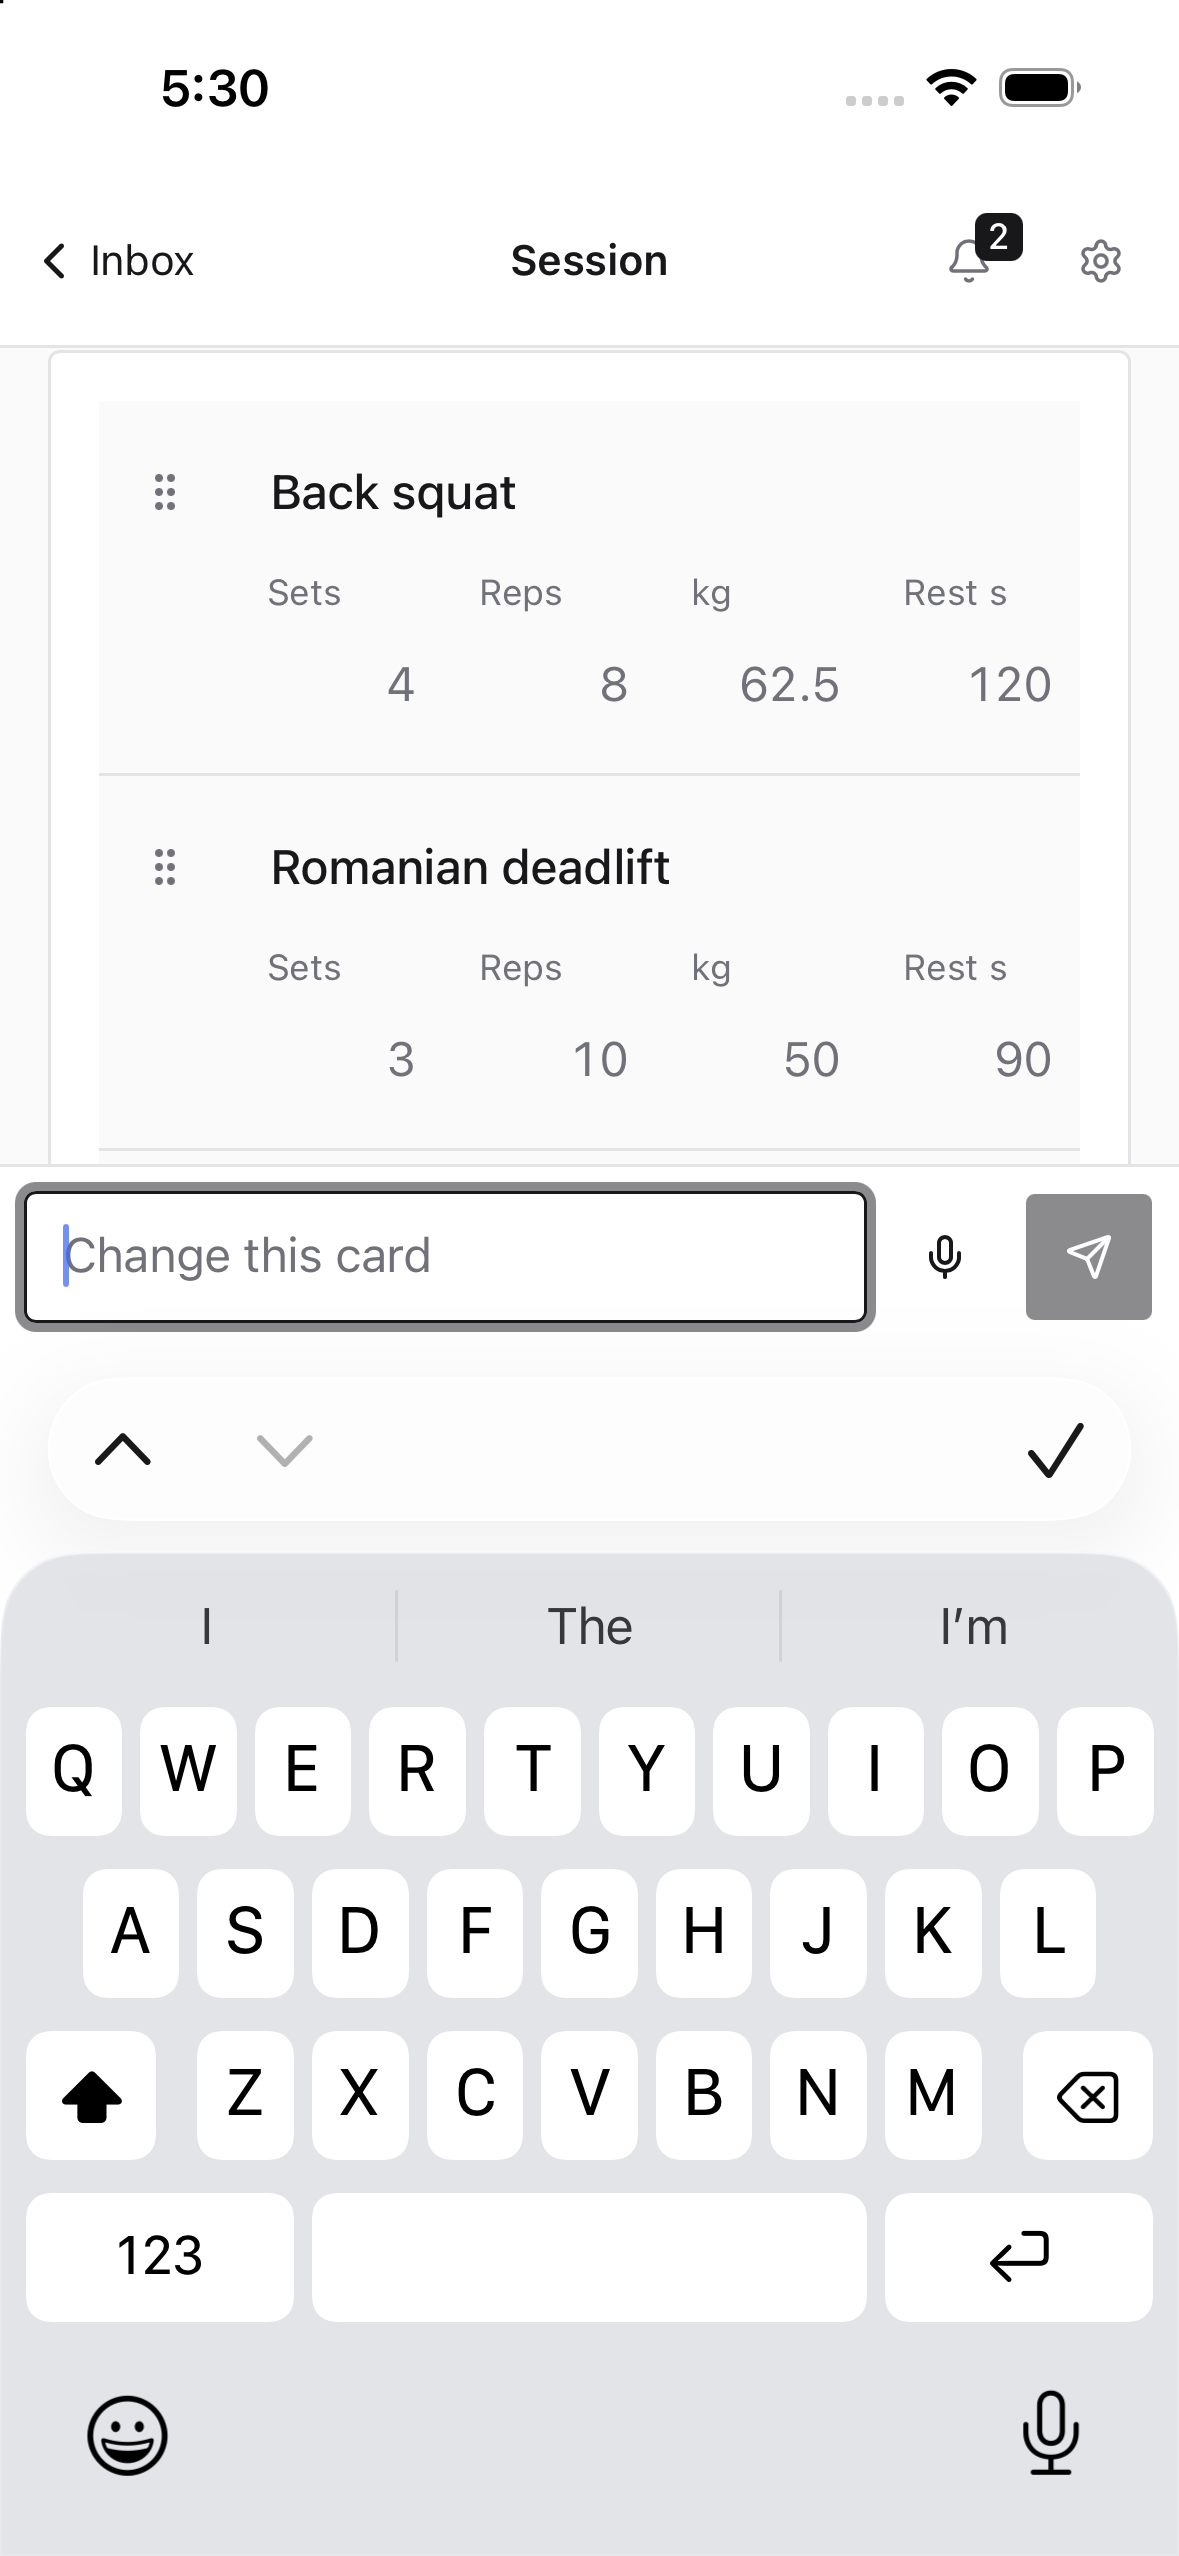 5:30
Inbox
Session
2
Back squat
Sets Reps kg Rest s
4 8 62.5 120
Romanian deadlift
Sets Reps kg Rest s
3 10 50 90
Change this card
I The I’m
Q W E R T Y U I O P
A S D F G H J K L
Z X C V B N M
123